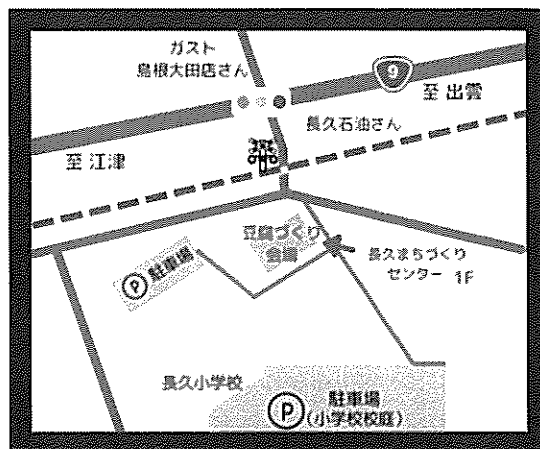 ガスト
島根大田店さん
9
至 出雲
長久石油さん
至 江津
豆腐づくり
会場
長久まちづくり
センター 1F
P 駐車場
長久小学校
P 駐車場
(小学校校庭)